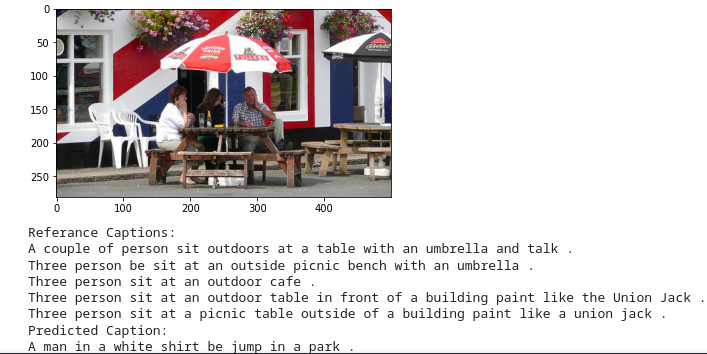 0
50
100
150
200
250
0 100 200 300 400
Referance Captions:
A couple of person sit outdoors at a table with an umbrella and talk .
Three person be sit at an outside picnic bench with an umbrella .
Three person sit at an outdoor cafe .
Three person sit at an outdoor table in front of a building paint like the Union Jack .
Three person sit at a picnic table outside of a building paint like a union jack .
Predicted Caption:
A man in a white shirt be jump in a park .